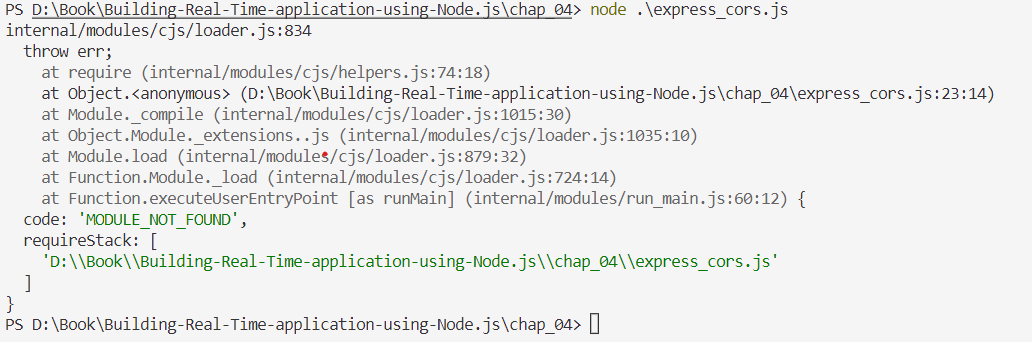 PS D:\Book\Building-Real-Time-application-using-Node.js\chap_04> node .\express_cors.js
internal/modules/cjs/loader.js:834
  throw err;
    at require (internal/modules/cjs/helpers.js:74:18)
    at Object.<anonymous> (D:\Book\Building-Real-Time-application-using-Node.js\chap_04\express_cors.js:23:14)
    at Module._compile (internal/modules/cjs/loader.js:1015:30)
    at Object.Module._extensions..js (internal/modules/cjs/loader.js:1035:10)
    at Module.load (internal/modules/cjs/loader.js:879:32)
    at Function.Module._load (internal/modules/cjs/loader.js:724:14)
    at Function.executeUserEntryPoint [as runMain] (internal/modules/run_main.js:60:12) {
  code: 'MODULE_NOT_FOUND',
  requireStack: [
    'D:\\Book\\Building-Real-Time-application-using-Node.js\\chap_04\\express_cors.js'
  ]
}
PS D:\Book\Building-Real-Time-application-using-Node.js\chap_04>